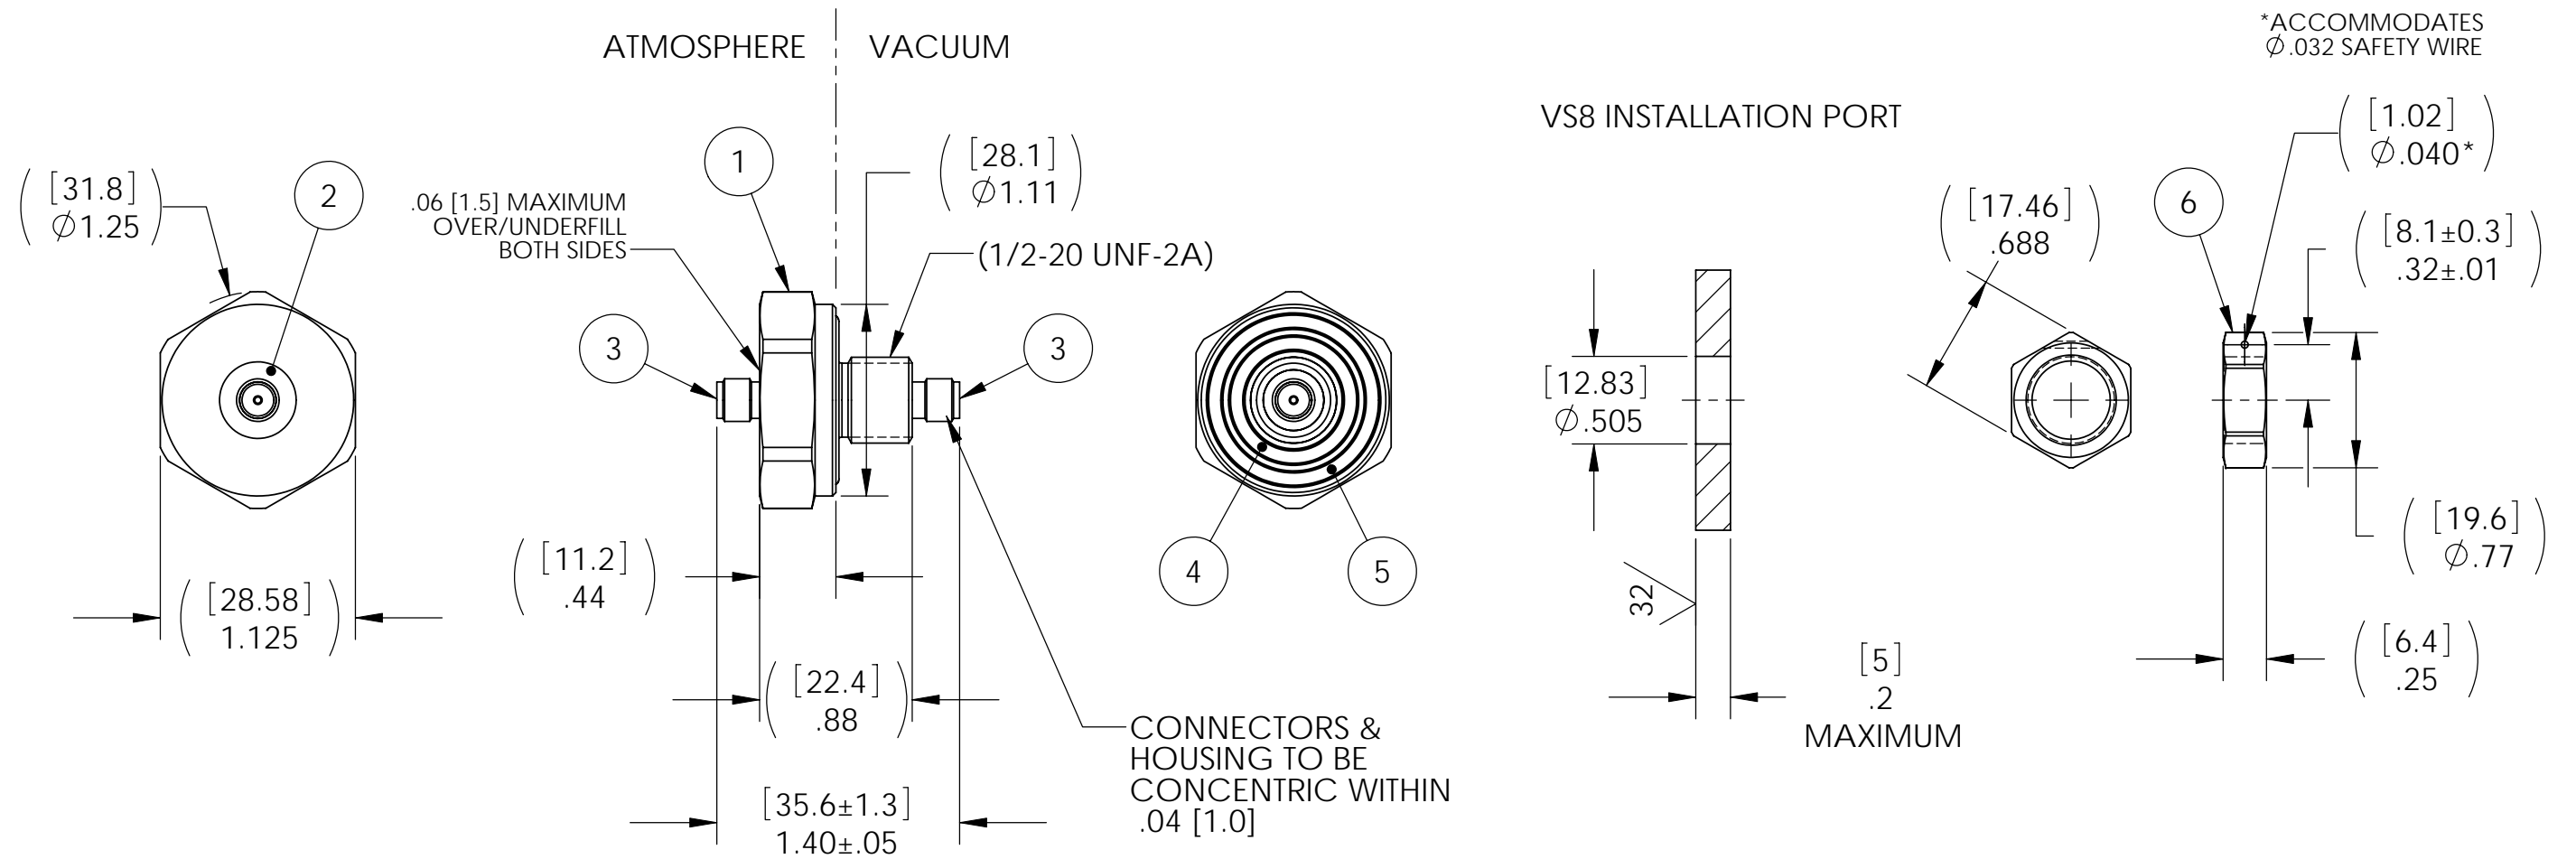 ATMOSPHERE
VACUUM
*ACCOMMODATES
∅.032 SAFETY WIRE
VS8 INSTALLATION PORT
[31.8]
∅1.25
2
.06 [1.5] MAXIMUM
OVER/UNDERFILL
BOTH SIDES
1
[28.1]
∅1.11
(1/2-20 UNF-2A)
3
3
[28.58]
1.125
[11.2]
.44
[22.4]
.88
[35.6±1.3]
1.40±.05
CONNECTORS &
HOUSING TO BE
CONCENTRIC WITHIN
.04 [1.0]
4
5
[12.83]
∅.505
32
[5]
.2
MAXIMUM
[17.46]
.688
6
[1.02]
∅.040*
[8.1±0.3]
.32±.01
[19.6]
∅.77
[6.4]
.25